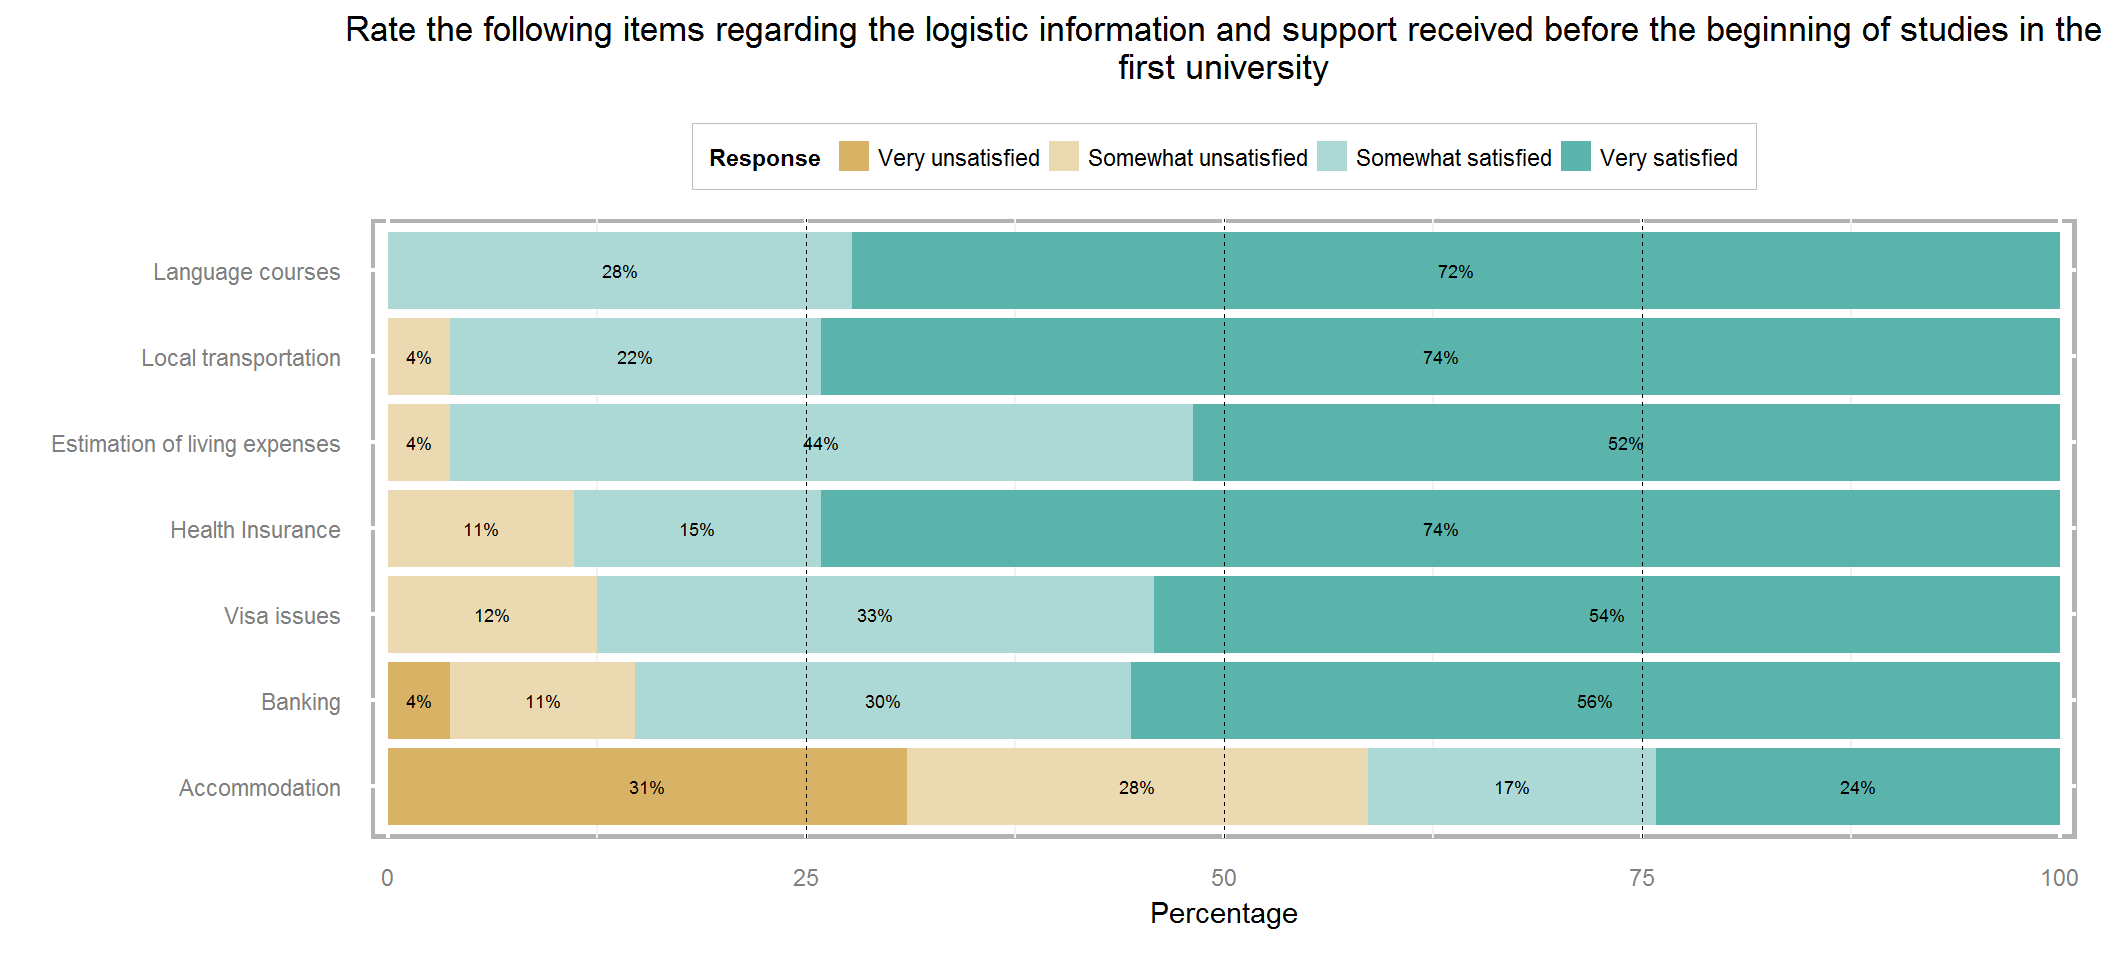 Rate the following items regarding the logistic information and support received before the beginning of studies in the
first university
Response Very unsatisfied Somewhat unsatisfied Somewhat satisfied Very satisfied
Language courses 28% 72%
Local transportation 4% 22% 74%
Estimation of living expenses 4% 44% 52%
Health Insurance 11% 15% 74%
Visa issues 12% 33% 54%
Banking 4% 11% 30% 56%
Accommodation 31% 28% 17% 24%
0 25 50 75 100
Percentage